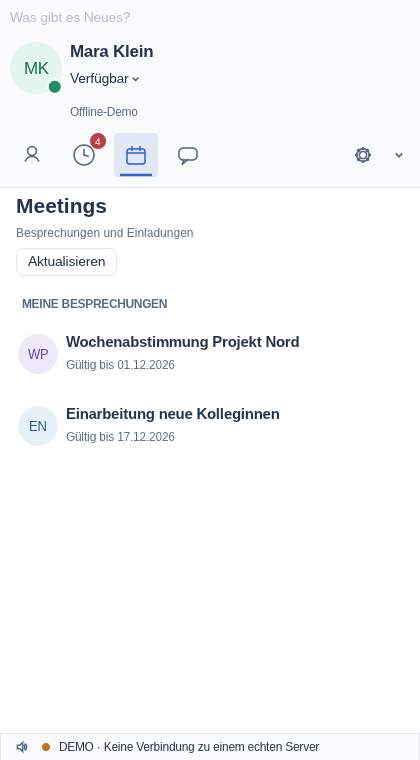 Was gibt es Neues?
MK
Mara Klein
Verfügbar
Offline-Demo
4
Meetings
Besprechungen und Einladungen
Aktualisieren
MEINE BESPRECHUNGEN
WP
Wochenabstimmung Projekt Nord
Gültig bis 01.12.2026
EN
Einarbeitung neue Kolleginnen
Gültig bis 17.12.2026
DEMO · Keine Verbindung zu einem echten Server